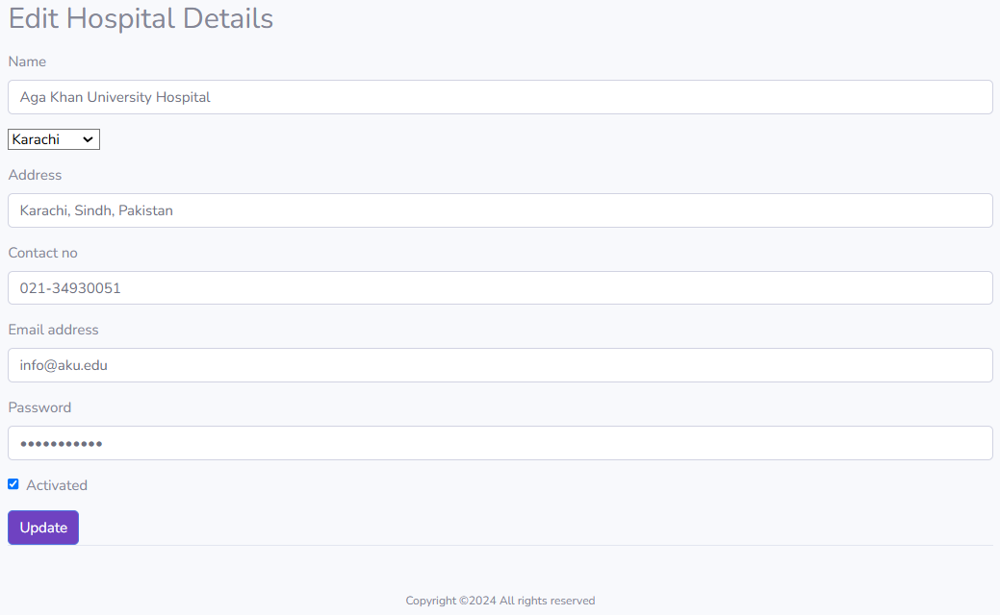 Edit Hospital Details
Name
Aga Khan University Hospital
Karachi
Address
Karachi, Sindh, Pakistan
Contact no
021-34930051
Email address
info@aku.edu
Password
•••••••••••
Activated
Update
Copyright ©2024 All rights reserved